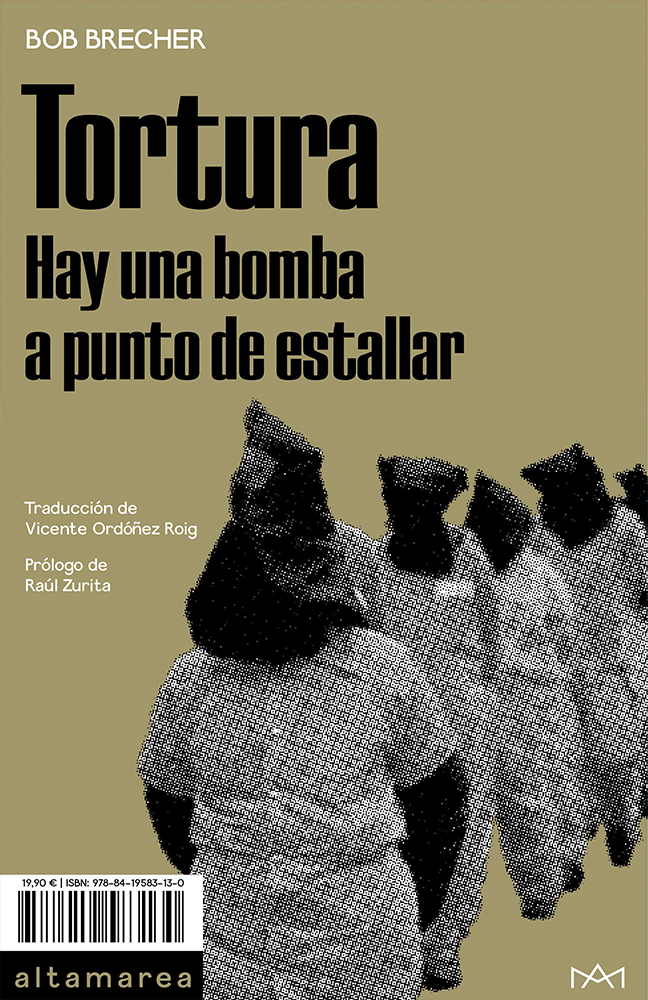 BOB BRECHER
Tortura
Hay una bomba
a punto de estallar
Traducción de
Vicente Ordóñez Roig
Prólogo de
Raúl Zurita
19,90 € | ISBN: 978-84-19583-13-0
altamarea